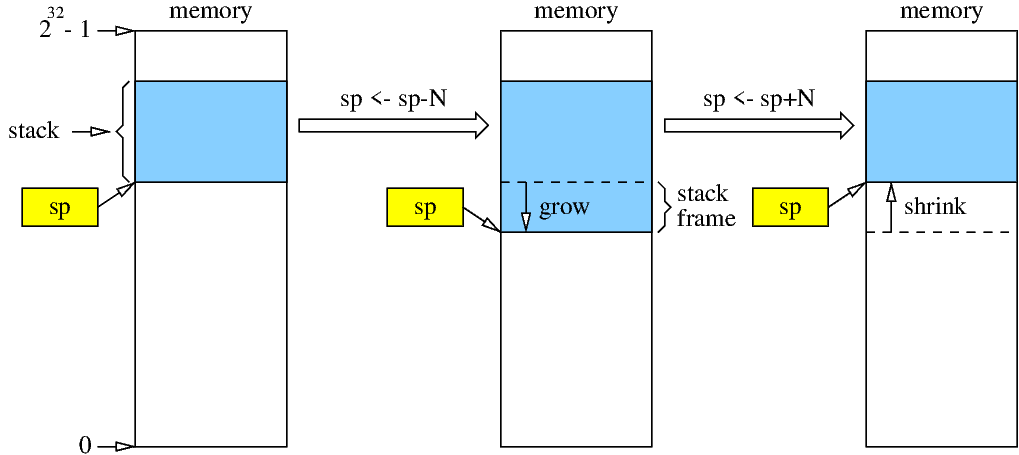 memory
2^32 - 1
stack
sp
0
sp <- sp-N
memory
sp
grow
stack
frame
sp <- sp+N
memory
sp
shrink